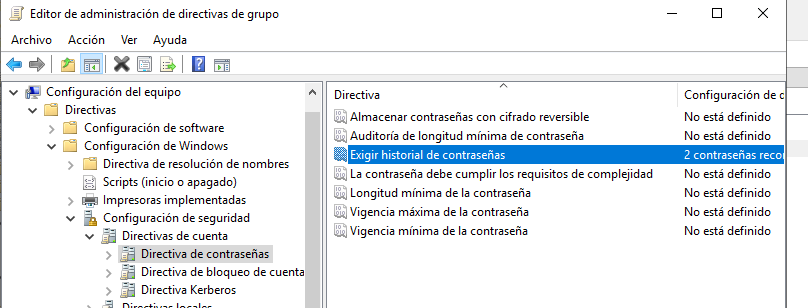 Editor de administración de directivas de grupo
Archivo Acción Ver Ayuda
Configuración del equipo
Directivas
Configuración de software
Configuración de Windows
Directiva de resolución de nombres
Scripts (inicio o apagado)
Impresoras implementadas
Configuración de seguridad
Directivas de cuenta
Directiva de contraseñas
Directiva de bloqueo de cuenta
Directiva Kerberos
Directivas locales
Directiva Configuración de
Almacenar contraseñas con cifrado reversible No está definido
Auditoría de longitud mínima de contraseña No está definido
Exigir historial de contraseñas 2 contraseñas
La contraseña debe cumplir los requisitos de complejidad No está definido
Longitud mínima de la contraseña No está definido
Vigencia máxima de la contraseña No está definido
Vigencia mínima de la contraseña No está definido